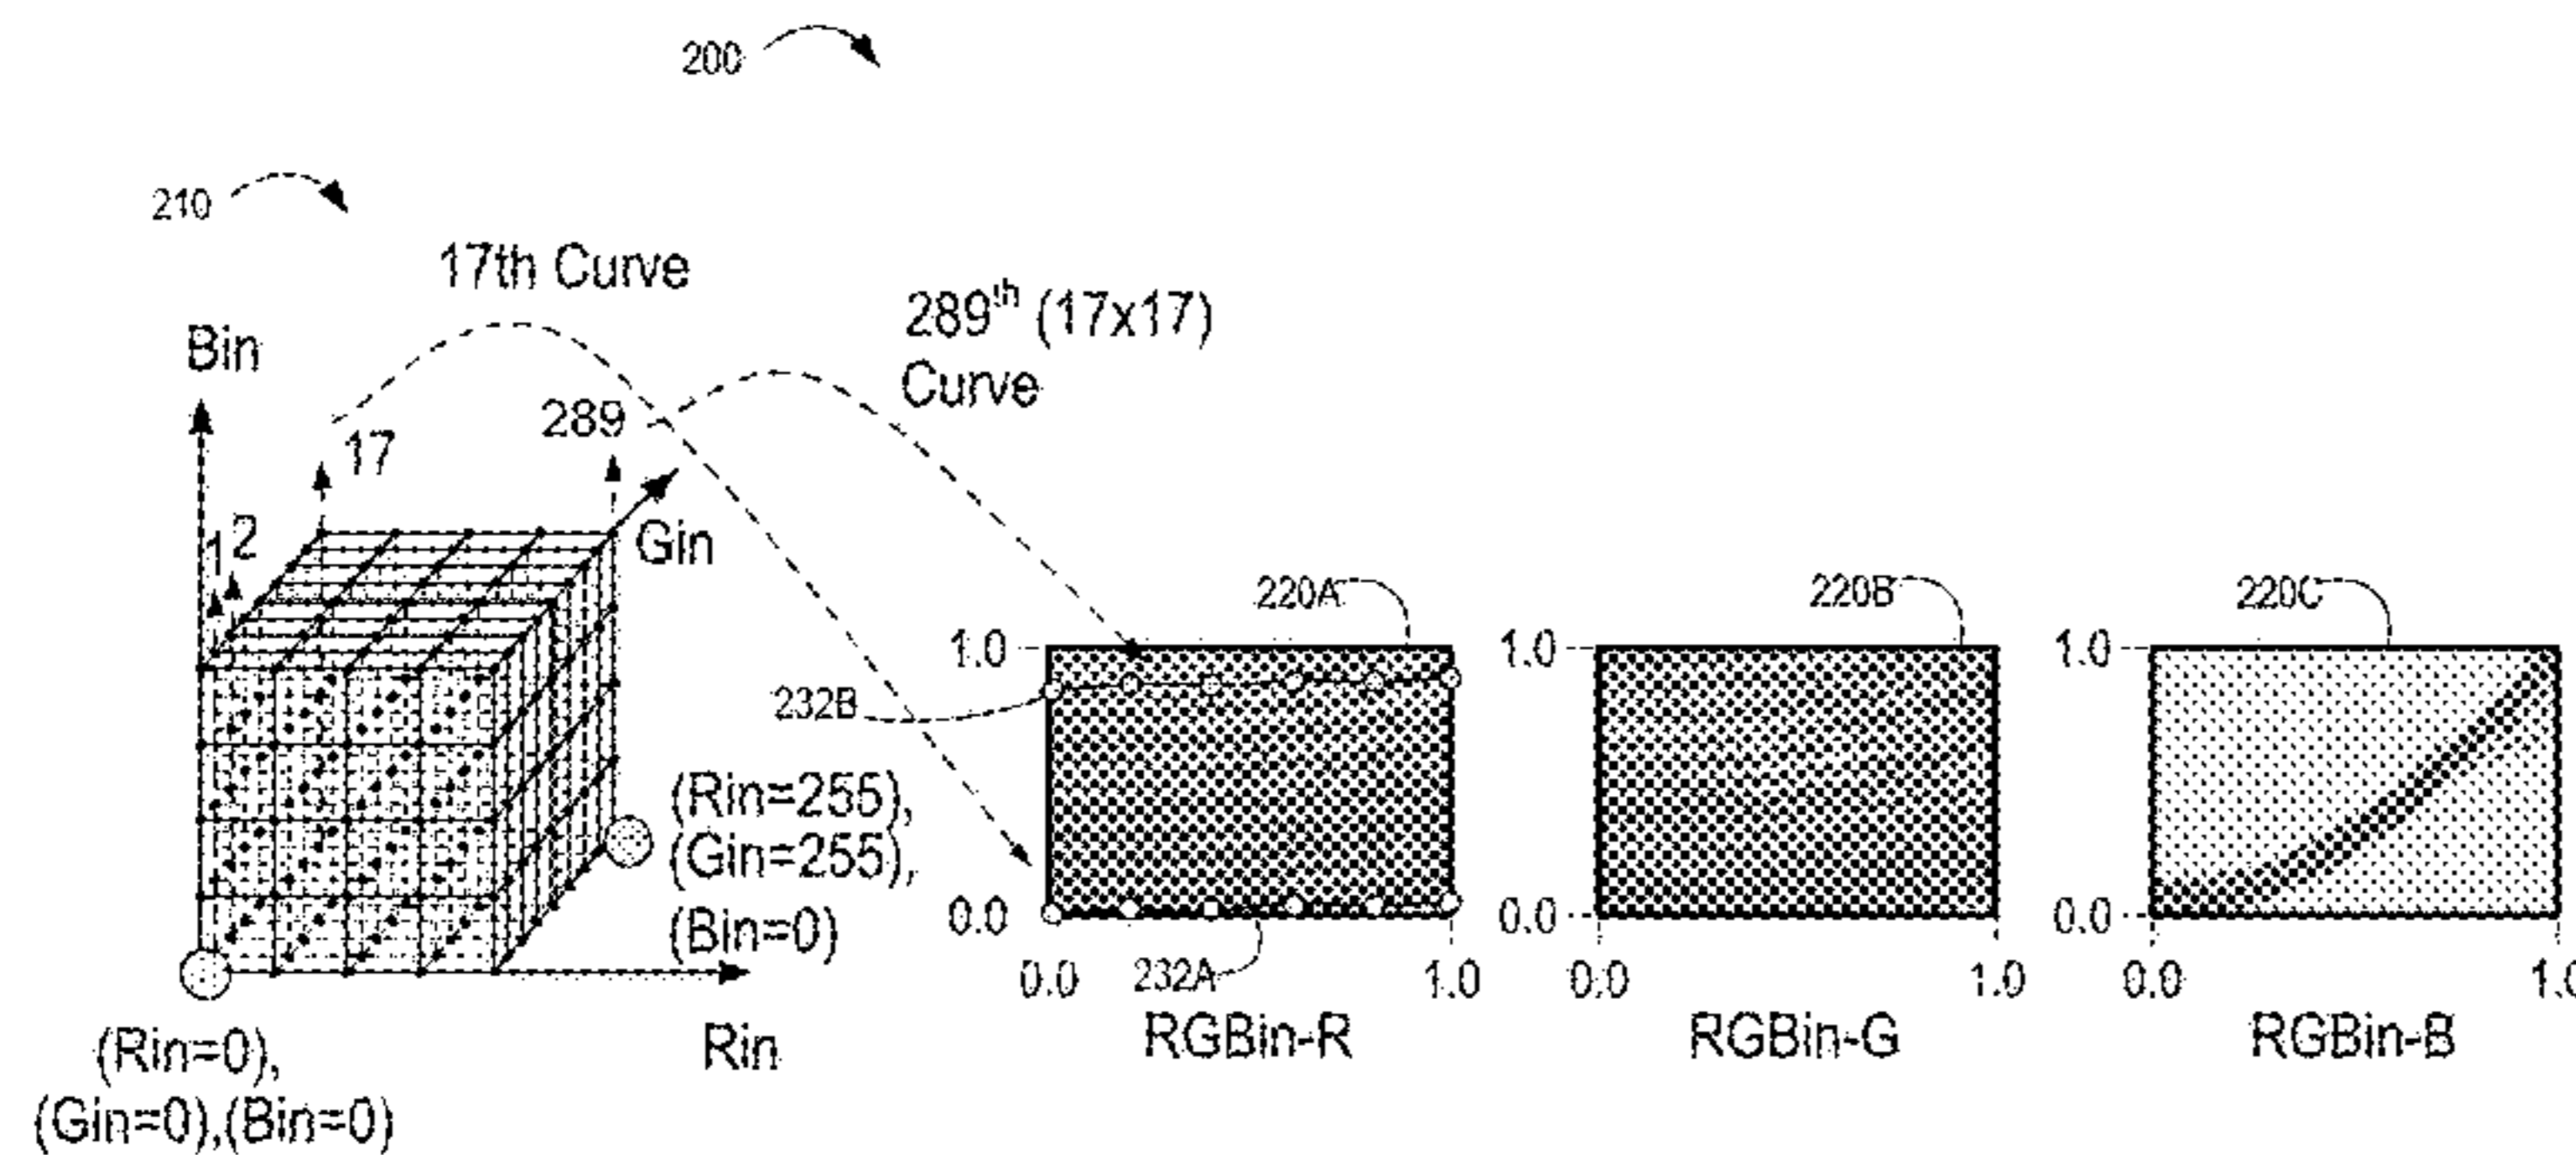 200
210
17th Curve
289th (17x17)
Curve
Bin
289
17
1 2
Gin
220A
220B
220C
1.0
1.0
1.0
232B
(Rin=255),
(Gin=255),
(Bin=0)
0.0
0.0
0.0
0.0
232A
1.0
0.0
1.0
0.0
1.0
Rin
RGBin-R
RGBin-G
RGBin-B
(Rin=0),
(Gin=0),(Bin=0)